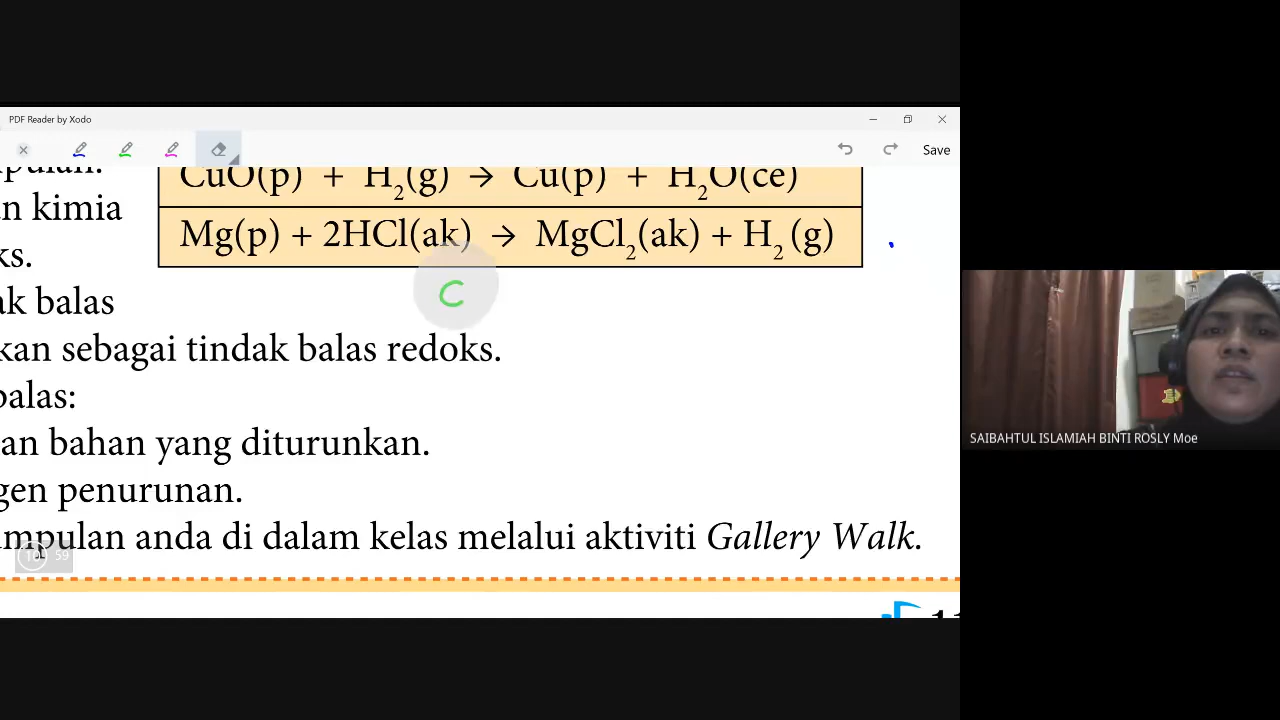 PDF Reader by Xodo
Save
mpulan.
CuO(p) + H2(g) → Cu(p) + H2O(ce)
n kimia
Mg(p) + 2HCl(ak) → MgCl2(ak) + H2 (g)
ks.
C
ak balas
kan sebagai tindak balas redoks.
balas:
an bahan yang diturunkan.
gen penurunan.
umpulan anda di dalam kelas melalui aktiviti Gallery Walk.
SAIBAHTUL ISLAMIAH BINTI ROSLY Moe